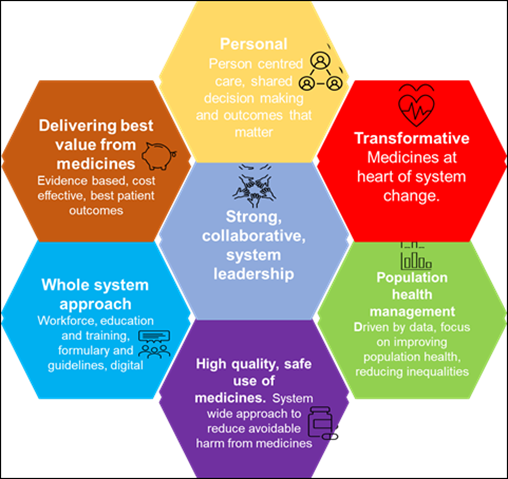 Personal
Person centred
care, shared
decision making
and outcomes that
matter
Delivering best
value from
medicines
Evidence based, cost
effective, best patient
outcomes
Transformative
Medicines at
heart of system
change.
Strong,
collaborative,
system
leadership
Whole system
approach
Workforce, education
and training,
formulary and
guidelines, digital
Population
health
management
Driven by data, focus
on improving
population health,
reducing inequalities
High quality, safe
use of
medicines. System
wide approach to
reduce avoidable
harm from medicines